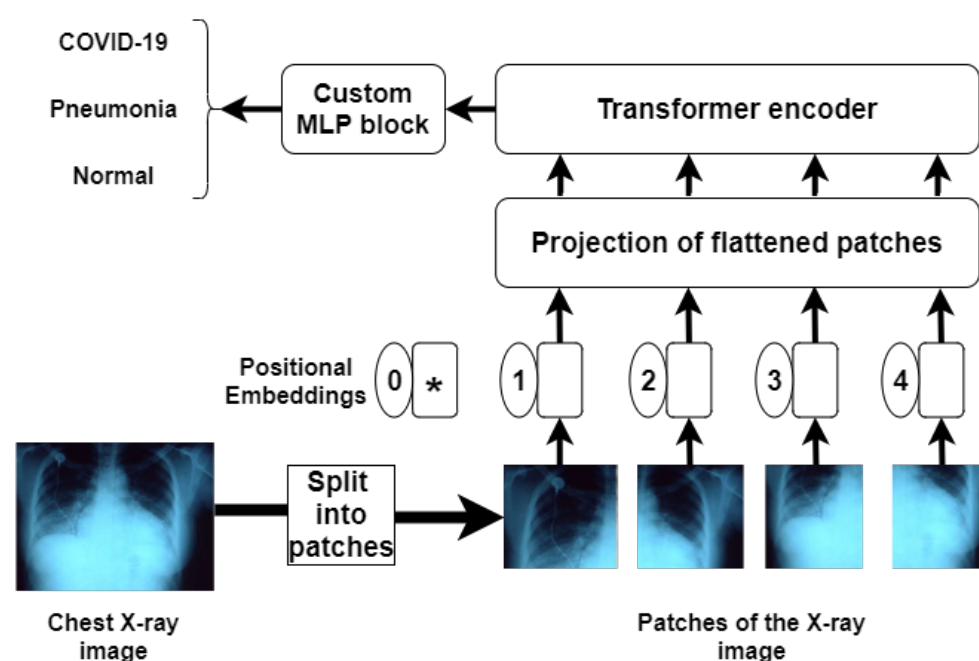 COVID-19
Pneumonia
Normal
Custom
MLP block
Transformer encoder
Projection of flattened patches
Positional
Embeddings
0
*
1
2
3
4
Split
into
patches
Chest X-ray
image
Patches of the X-ray
image